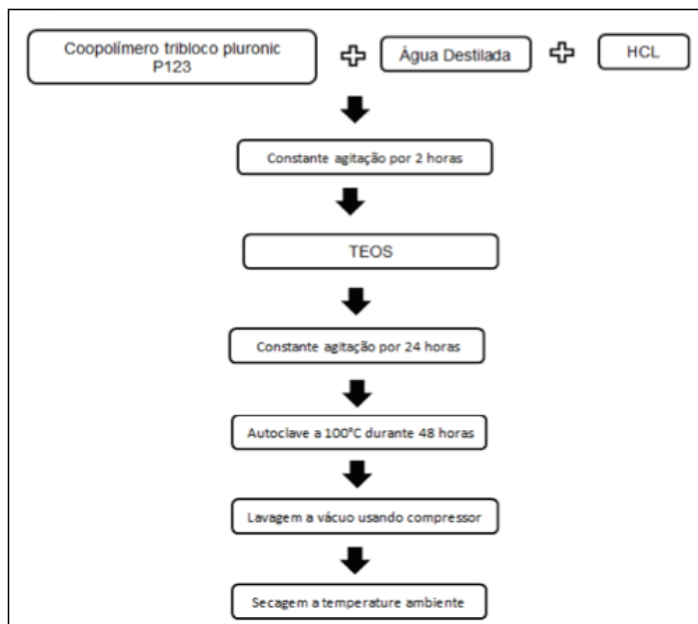 Coopolímero tribloco pluronic
P123
Água Destilada
HCL
Constante agitação por 2 horas
TEOS
Constante agitação por 24 horas
Autoclave a 100°C durante 48 horas
Lavagem a vácuo usando compressor
Secagem a temperature ambiente